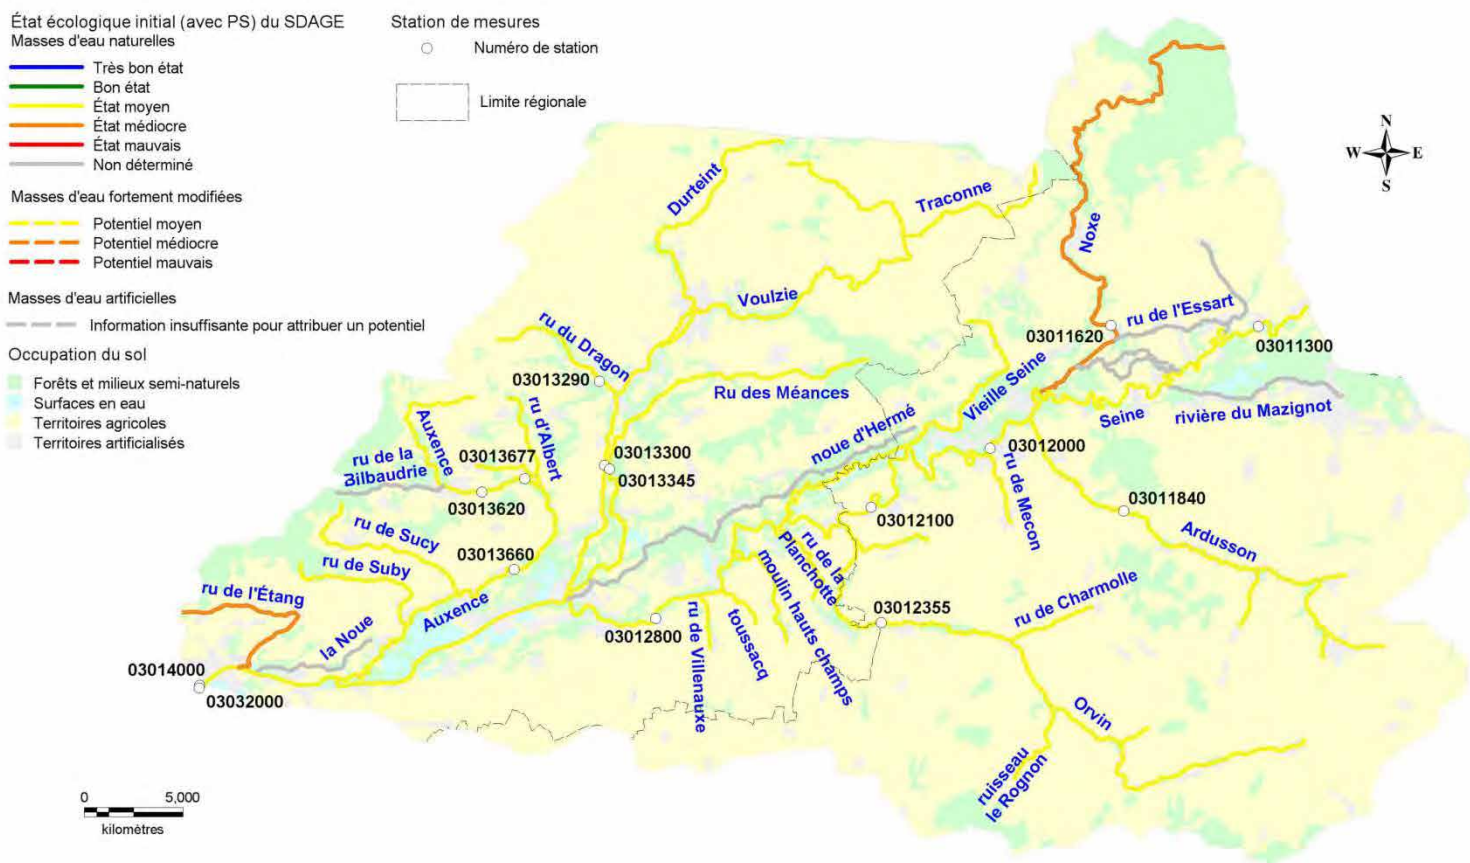 État écologique initial (avec PS) du SDAGE
Masses d'eau naturelles
Très bon état
Bon état
État moyen
État médiocre
État mauvais
Non déterminé
Masses d'eau fortement modifiées
Potentiel moyen
Potentiel médiocre
Potentiel mauvais
Masses d'eau artificielles
Information insuffisante pour attribuer un potentiel
Occupation du sol
Forêts et milieux semi-naturels
Surfaces en eau
Territoires agricoles
Territoires artificialisés
Station de mesures
Numéro de station
Limite régionale
N
W
E
S
Durteint
Traconne
Noxe
Voulzie
ru de l'Essart
03011620
03011300
ru du Dragon
03013290
Ru des Méances
Vieille Seine
Seine
rivière du Mazignot
Auxence
ru d'Albert
noue d'Hermé
ru de la
Bilbaudrie
03013677
03013300
03013345
03012000
ru de Mecon
03013620
03012100
03011840
Ardusson
ru de Sucy
ru de Suby
03013660
ru de la
Planchotte
moulin hauts champs
ru de l'Étang
Auxence
la Noue
03012800
ru de Villenauxe
toussacq
03012355
ru de Charmolle
03014000
03032000
Orvin
ruisseau
le Rognon
0
5,000
kilomètres